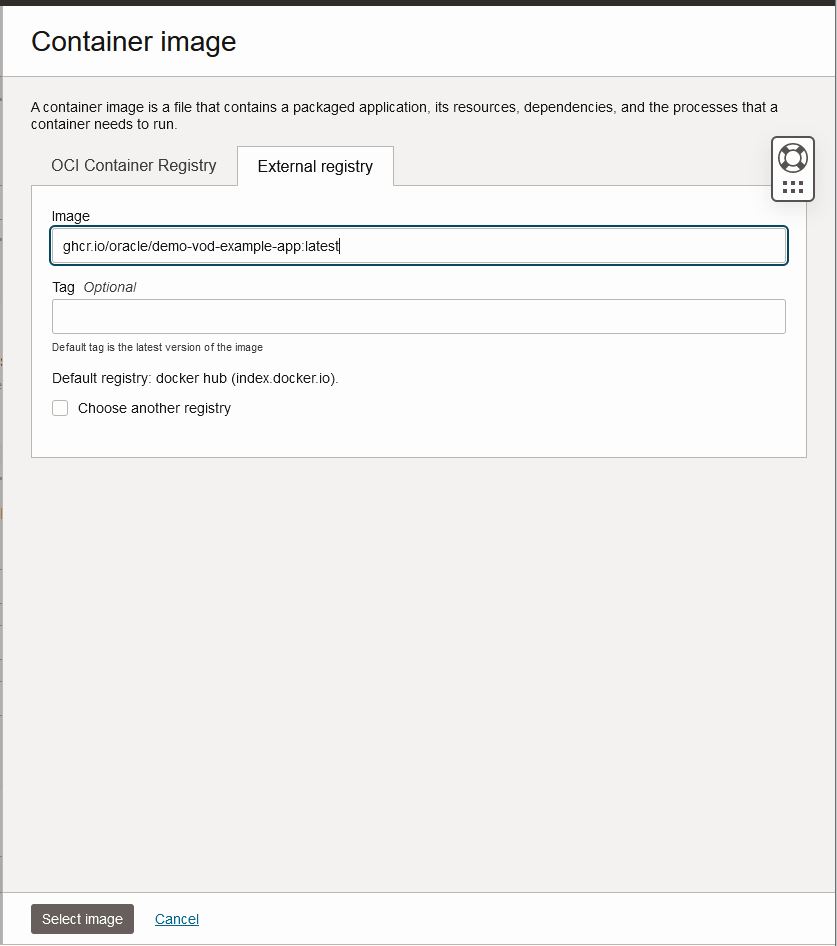 Container image
A container image is a file that contains a packaged application, its resources, dependencies, and the processes that a
container needs to run.
OCI Container Registry
External registry
Image
ghcr.io/oracle/demo-vod-example-app:latest
Tag Optional
Default tag is the latest version of the image
Default registry: docker hub (index.docker.io).
Choose another registry
Select image
Cancel